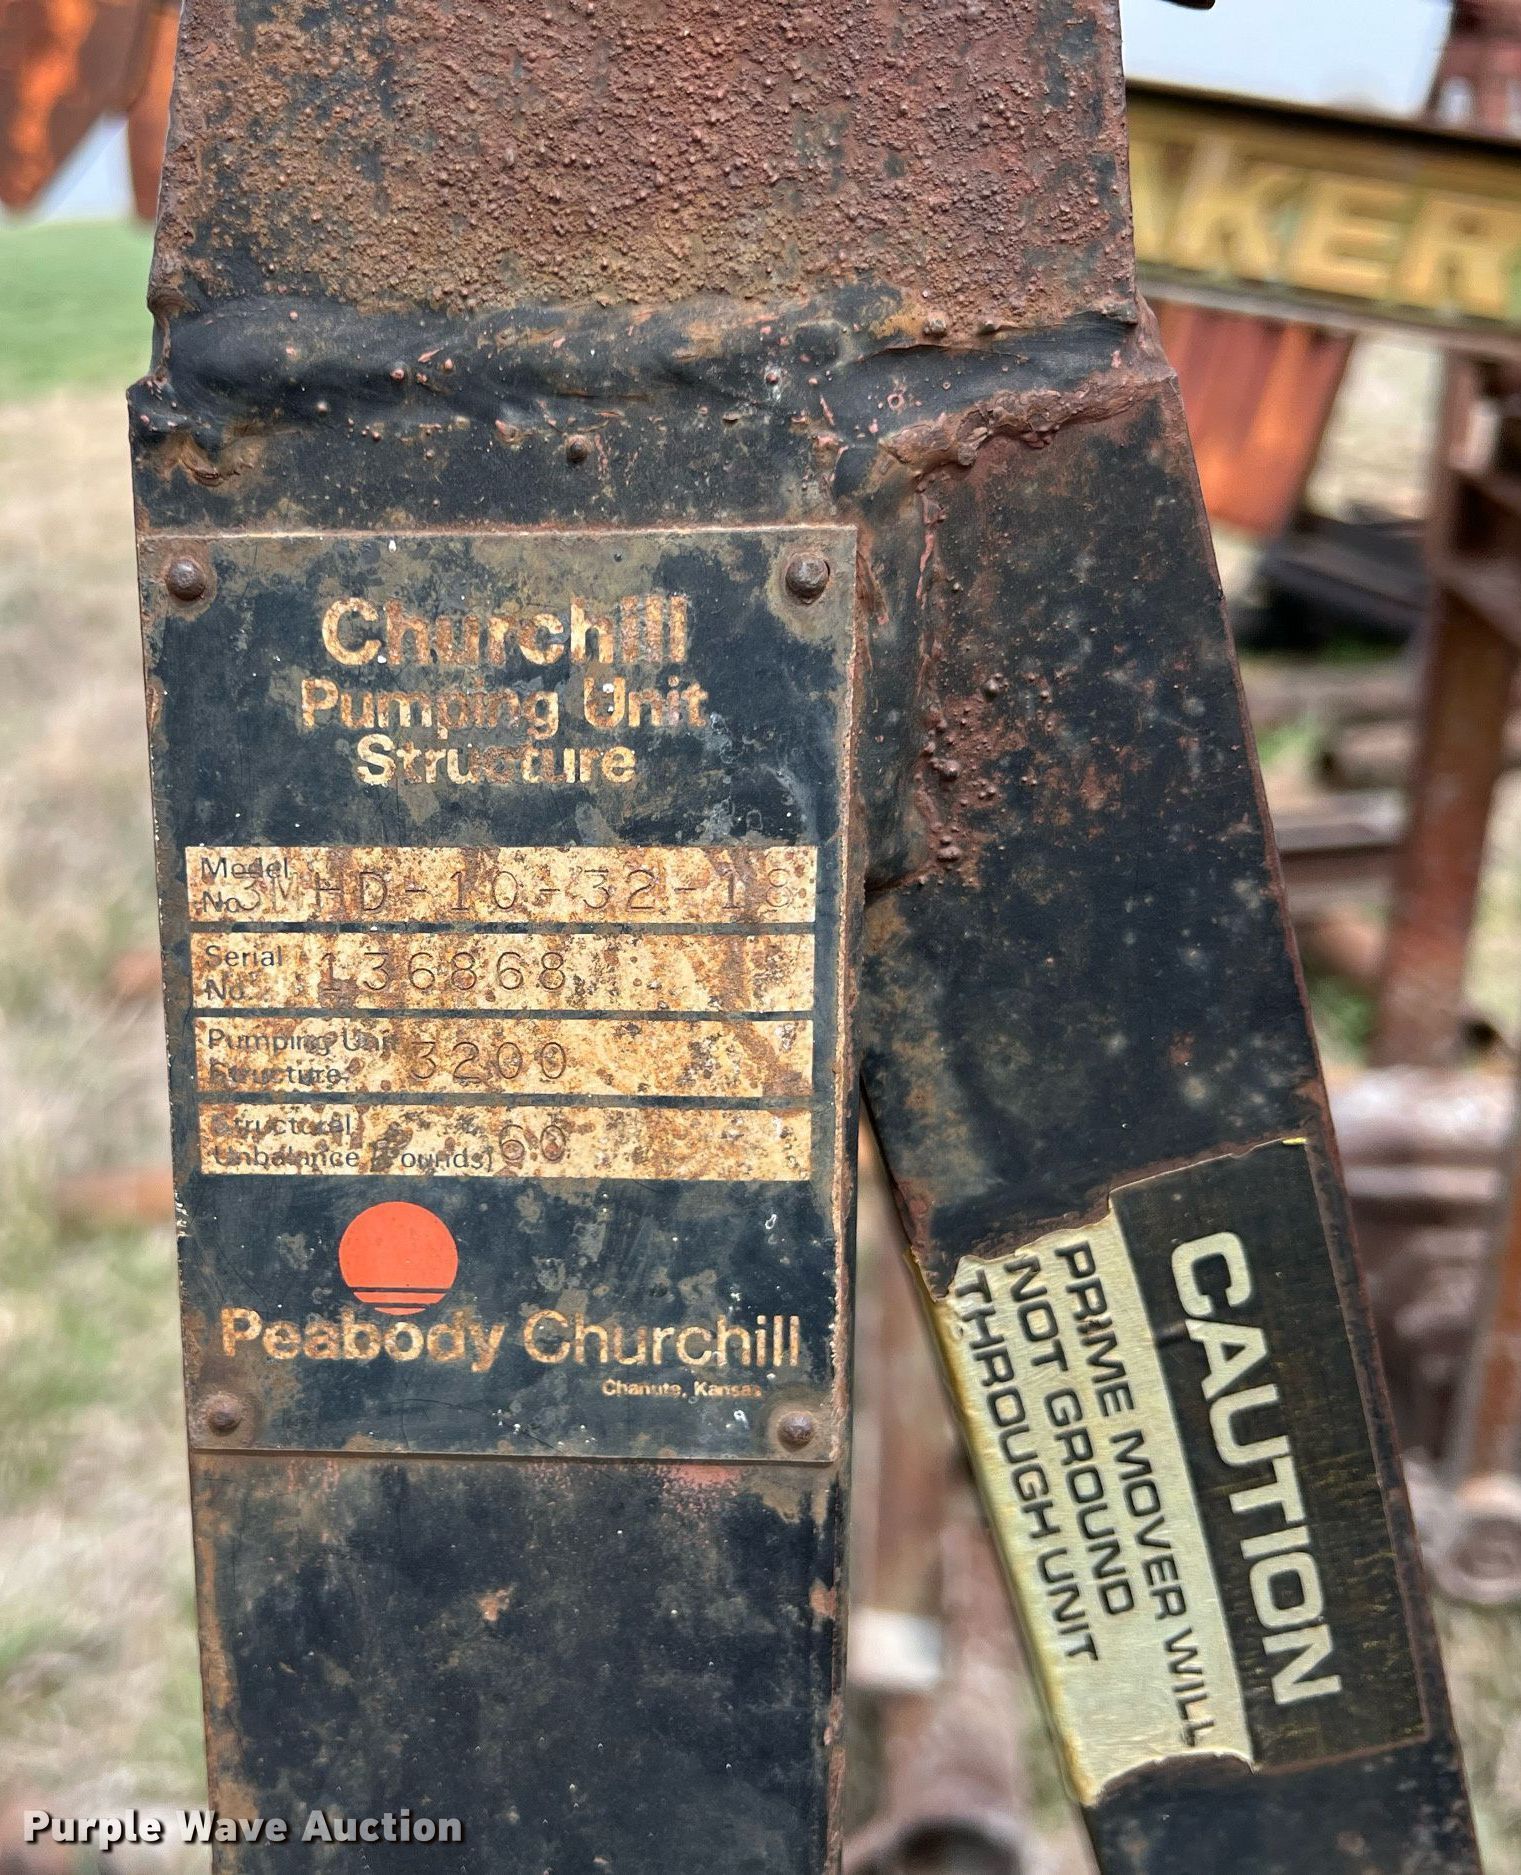 AKER
Churchill
Pumping Unit
Structure
Model
No. 3MHD-10-32-18
Serial
No. 136868
Pumping Unit
Structure 3200
Structural
Unbalance (Pounds) 60
Peabody Churchill
Chanute, Kansas
CAUTION
PRIME MOVER WILL
NOT GROUND
THROUGH UNIT
Purple Wave Auction